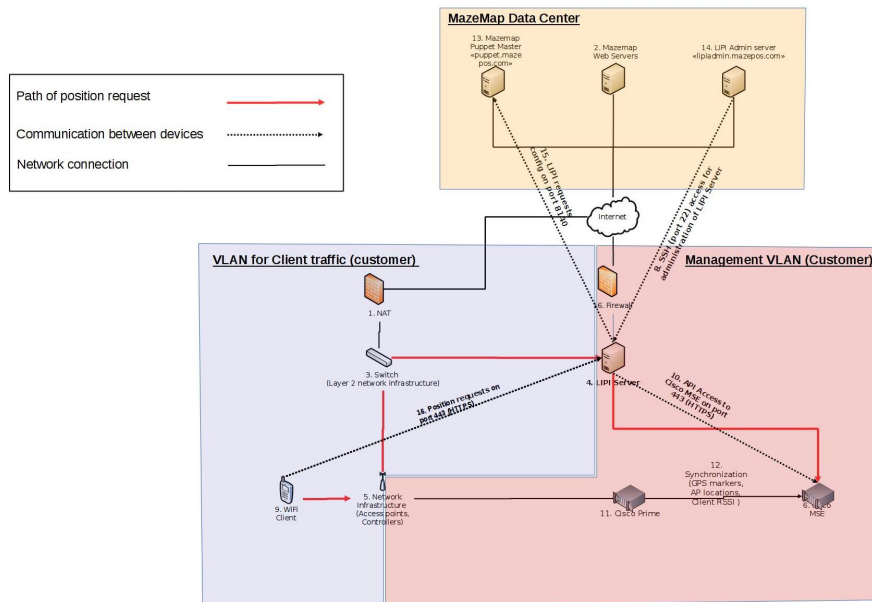 MazeMap Data Center
13. Mazemap
Puppet Master
«puppet.maze
pos.com»
2. Mazemap
Web Servers
14. LIPI Admin server
«lipiadmin.mazepos.com»
Path of position request
Communication between devices
Network connection
15. LIPI requests
config on port 8140
8. SSH (port 22) access for
administration of LIPI Server
Internet
VLAN for Client traffic (customer)
Management VLAN (Customer)
1. NAT
16. Firewall
3. Switch
(Layer 2 network infrastructure)
4. LIPI Server
10. API Access to
Cisco MSE on port
443 (HTTPS)
16. Position requests on
port 443 (HTTPS)
12.
Synchronization
(GPS markers,
AP locations,
Client RSSI )
9. WiFi
Client
5. Network
Infrastructure
(Access points,
Controllers)
11. Cisco Prime
6. Cisco
MSE